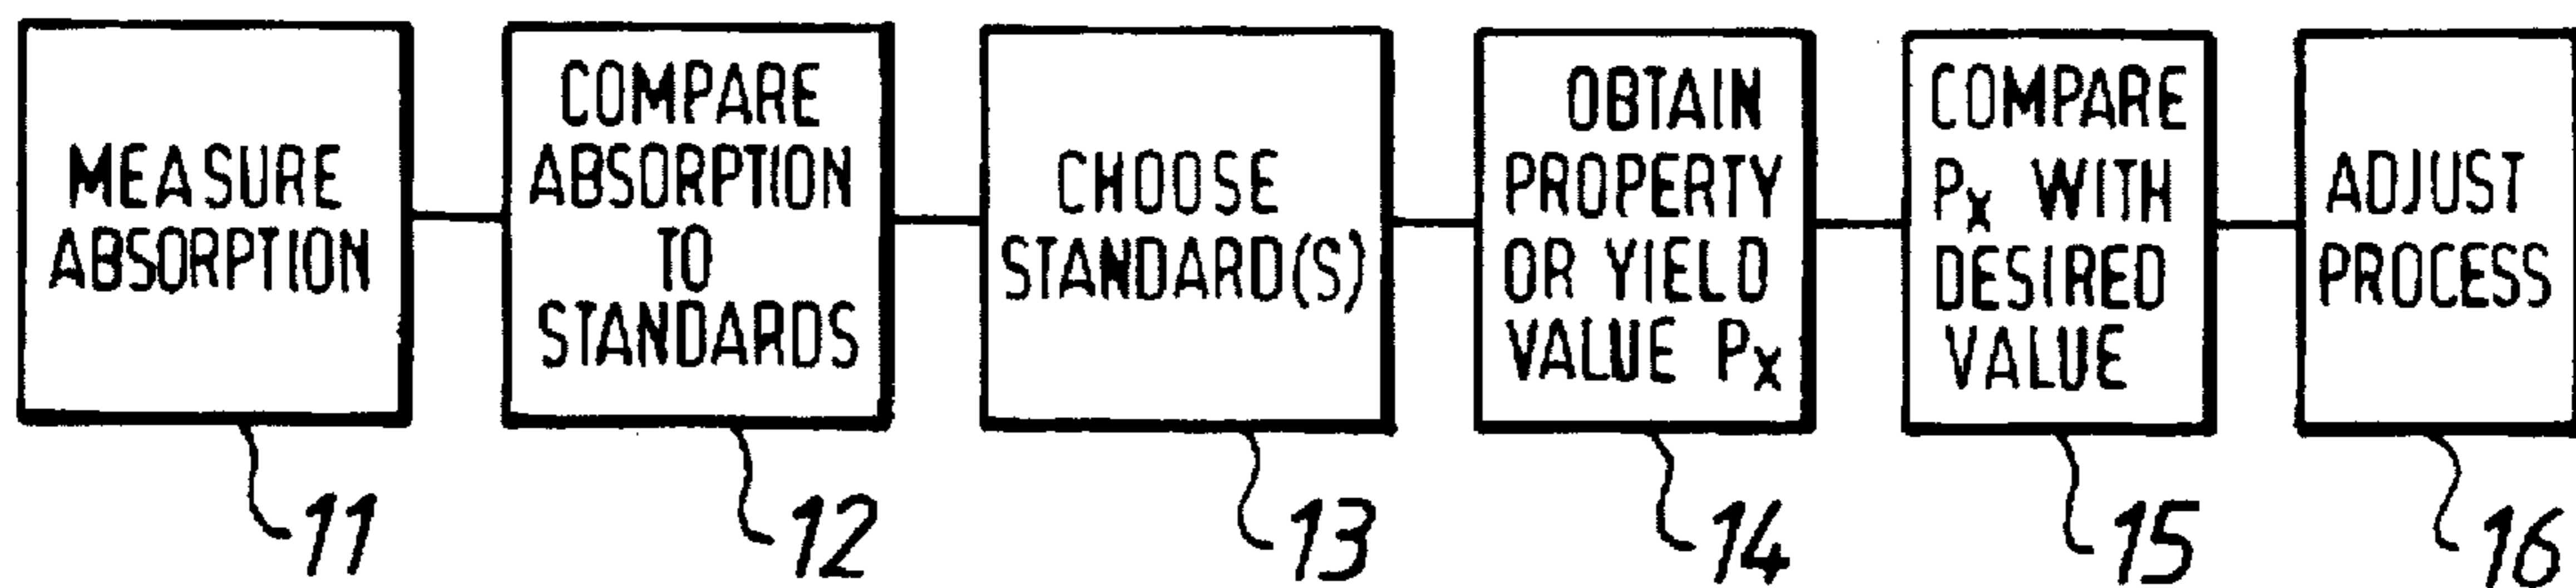 MEASURE
ABSORPTION
COMPARE
ABSORPTION
TO
STANDARDS
CHOOSE
STANDARD(S)
OBTAIN
PROPERTY
OR YIELD
VALUE Px
COMPARE
Px WITH
DESIRED
VALUE
ADJUST
PROCESS
11
12
13
14
15
16